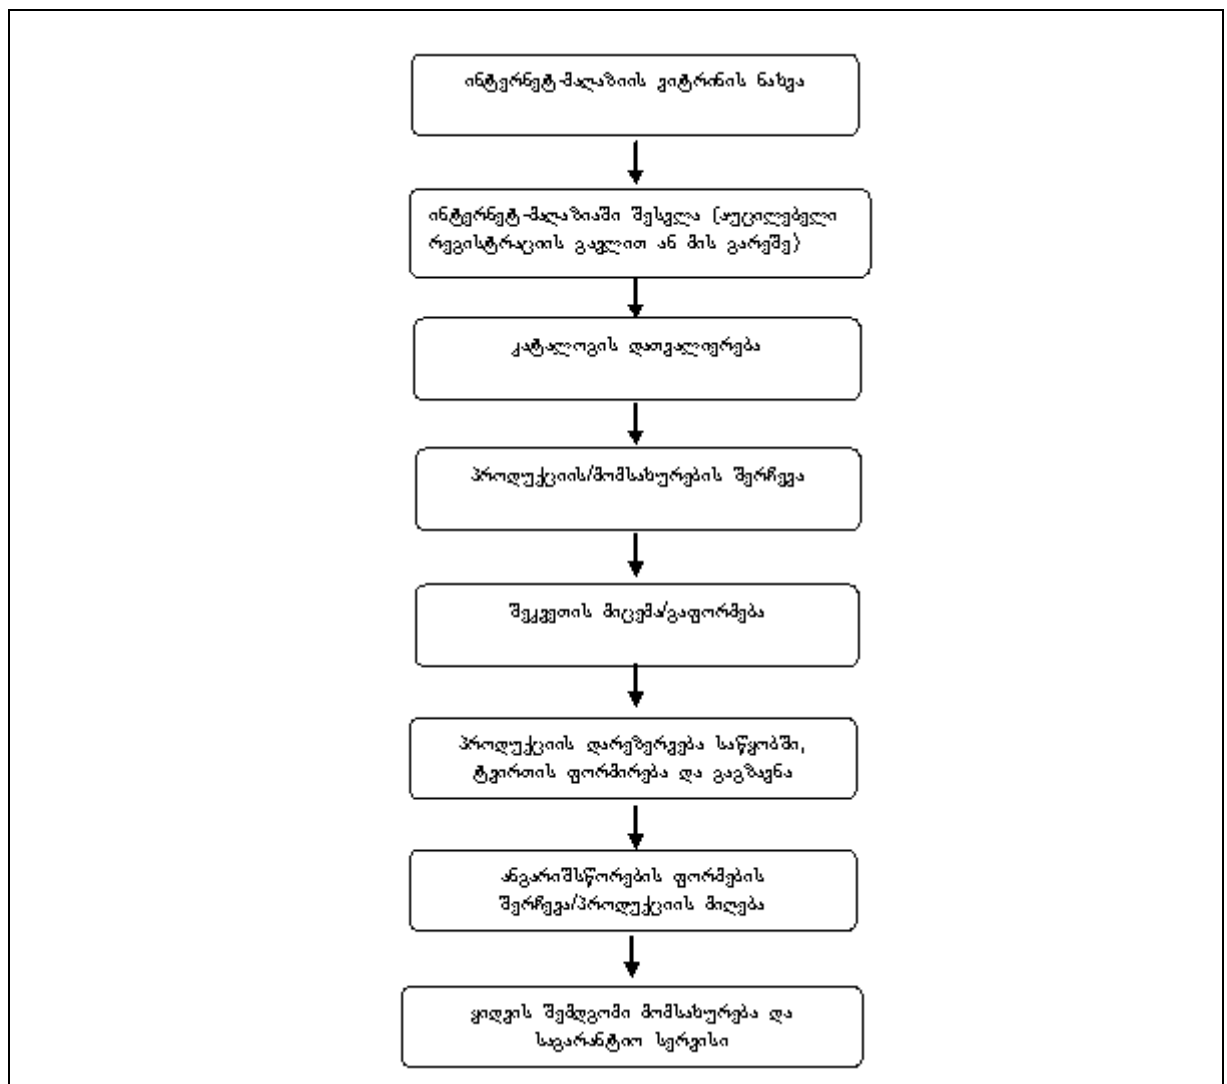 ინტერნეტ-მაღაზიის ვიტრინის ნახვა
ინტერნეტ-მაღაზიაში შესვლა (აუცილებელი
რეგისტრაციის გავლით ან მის გარეშე)
კატალოგის დათვალიერება
პროდუქციის/მომსახურების შერჩევა
შეკვეთის მიცემა/გაფორმება
პროდუქციის დარეზერვება საწყობში,
ტვირთის ფორმირება და გაგზავნა
ანგარიშსწორების ფორმების
შერჩევა/პროდუქციის მიღება
ყიდვის შემდგომი მომსახურება და
საგარანტიო სერვისი